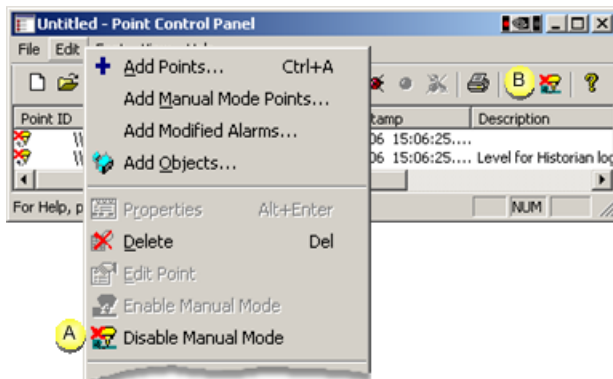 Untitled - Point Control Panel
File Edit
Add Points... Ctrl+A
Add Manual Mode Points...
Add Modified Alarms...
Add Objects...
Properties Alt+Enter
Delete Del
Edit Point
Enable Manual Mode
A Disable Manual Mode
B
Point ID tamp Description
06 15:06:25....
06 15:06:25.... Level for Historian log
For Help, p NUM